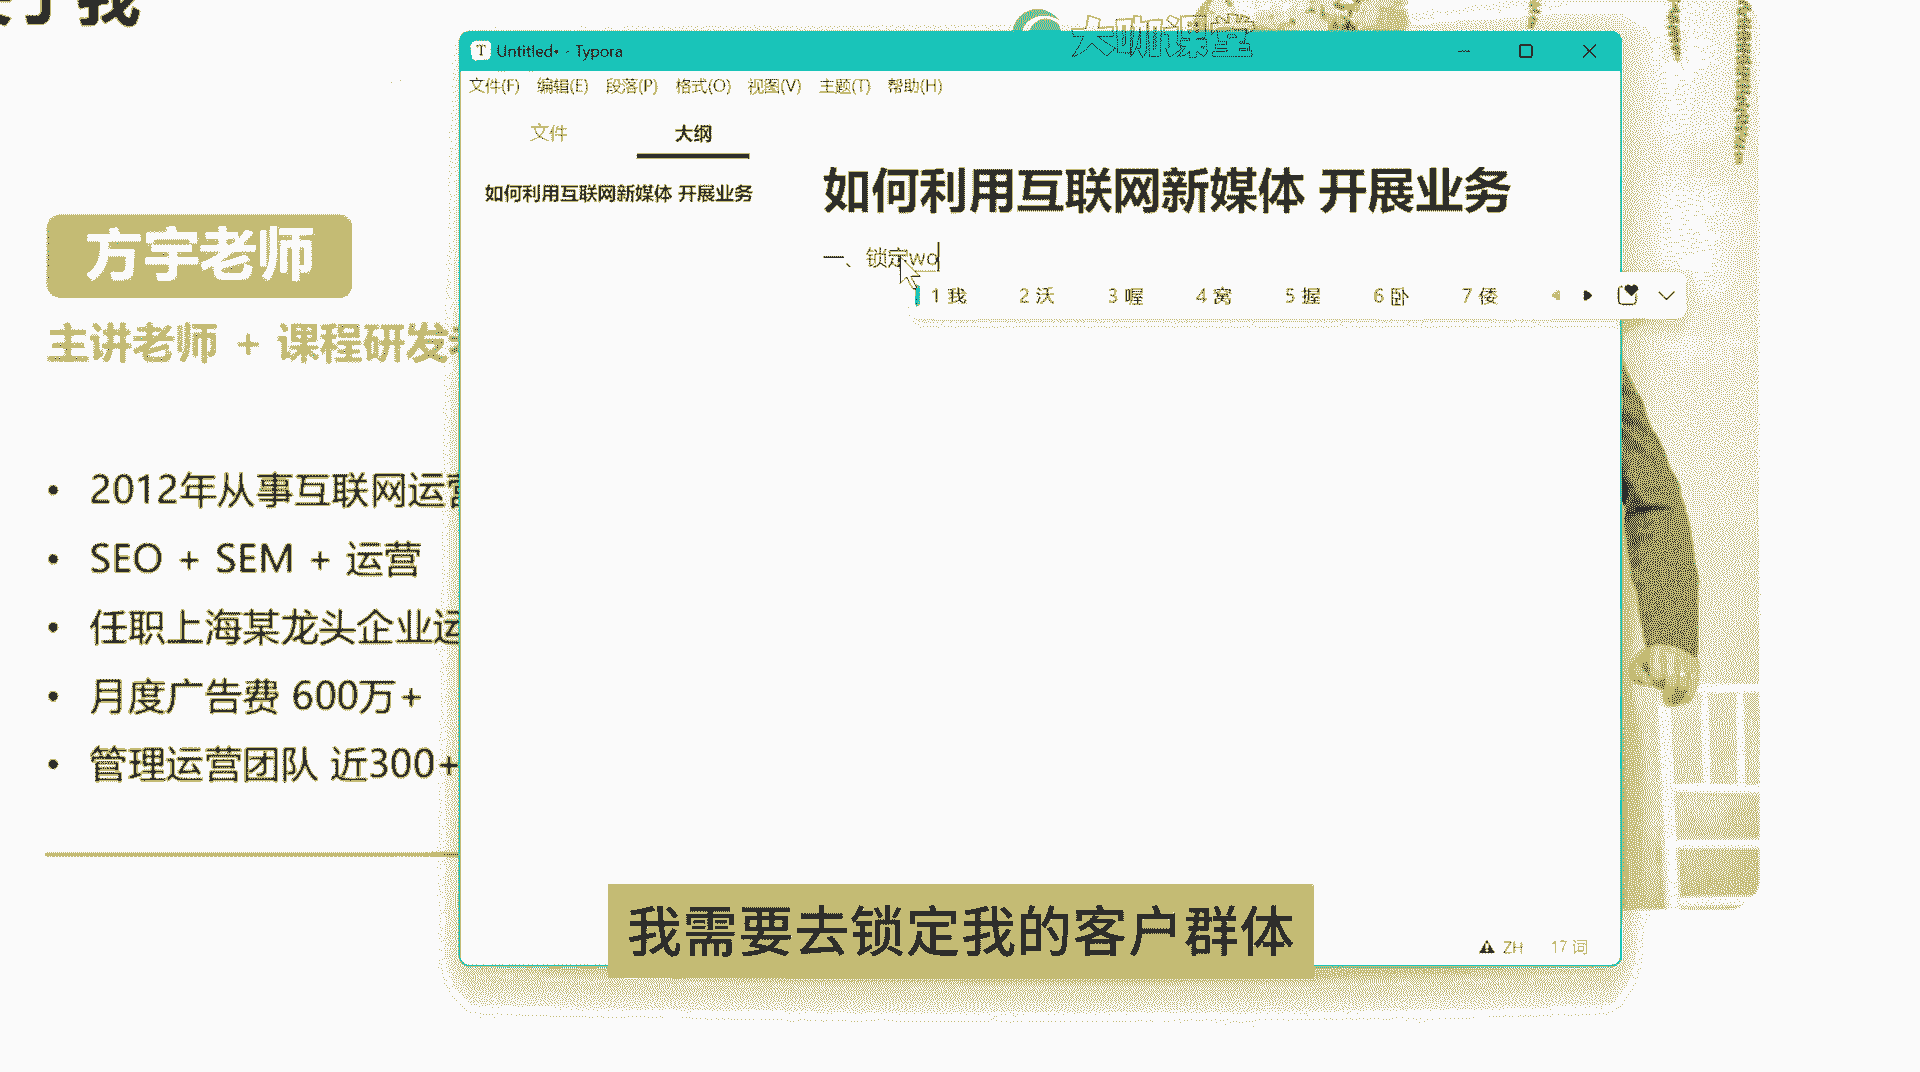 我
大咖课堂
Untitled• - Typora
文件(F) 编辑(E) 段落(P) 格式(O) 视图(V) 主题(T) 帮助(H)
文件 大纲
如何利用互联网新媒体 开展业务
如何利用互联网新媒体 开展业务
一、锁定wo
1 我 2 沃 3 喔 4 窝 5 握 6 卧 7 倭
方宇老师
主讲老师 + 课程研发
• 2012年从事互联网运营
• SEO + SEM + 运营
• 任职上海某龙头企业运
• 月度广告费 600万+
• 管理运营团队 近300+
我需要去锁定我的客户群体
ZH 17 词